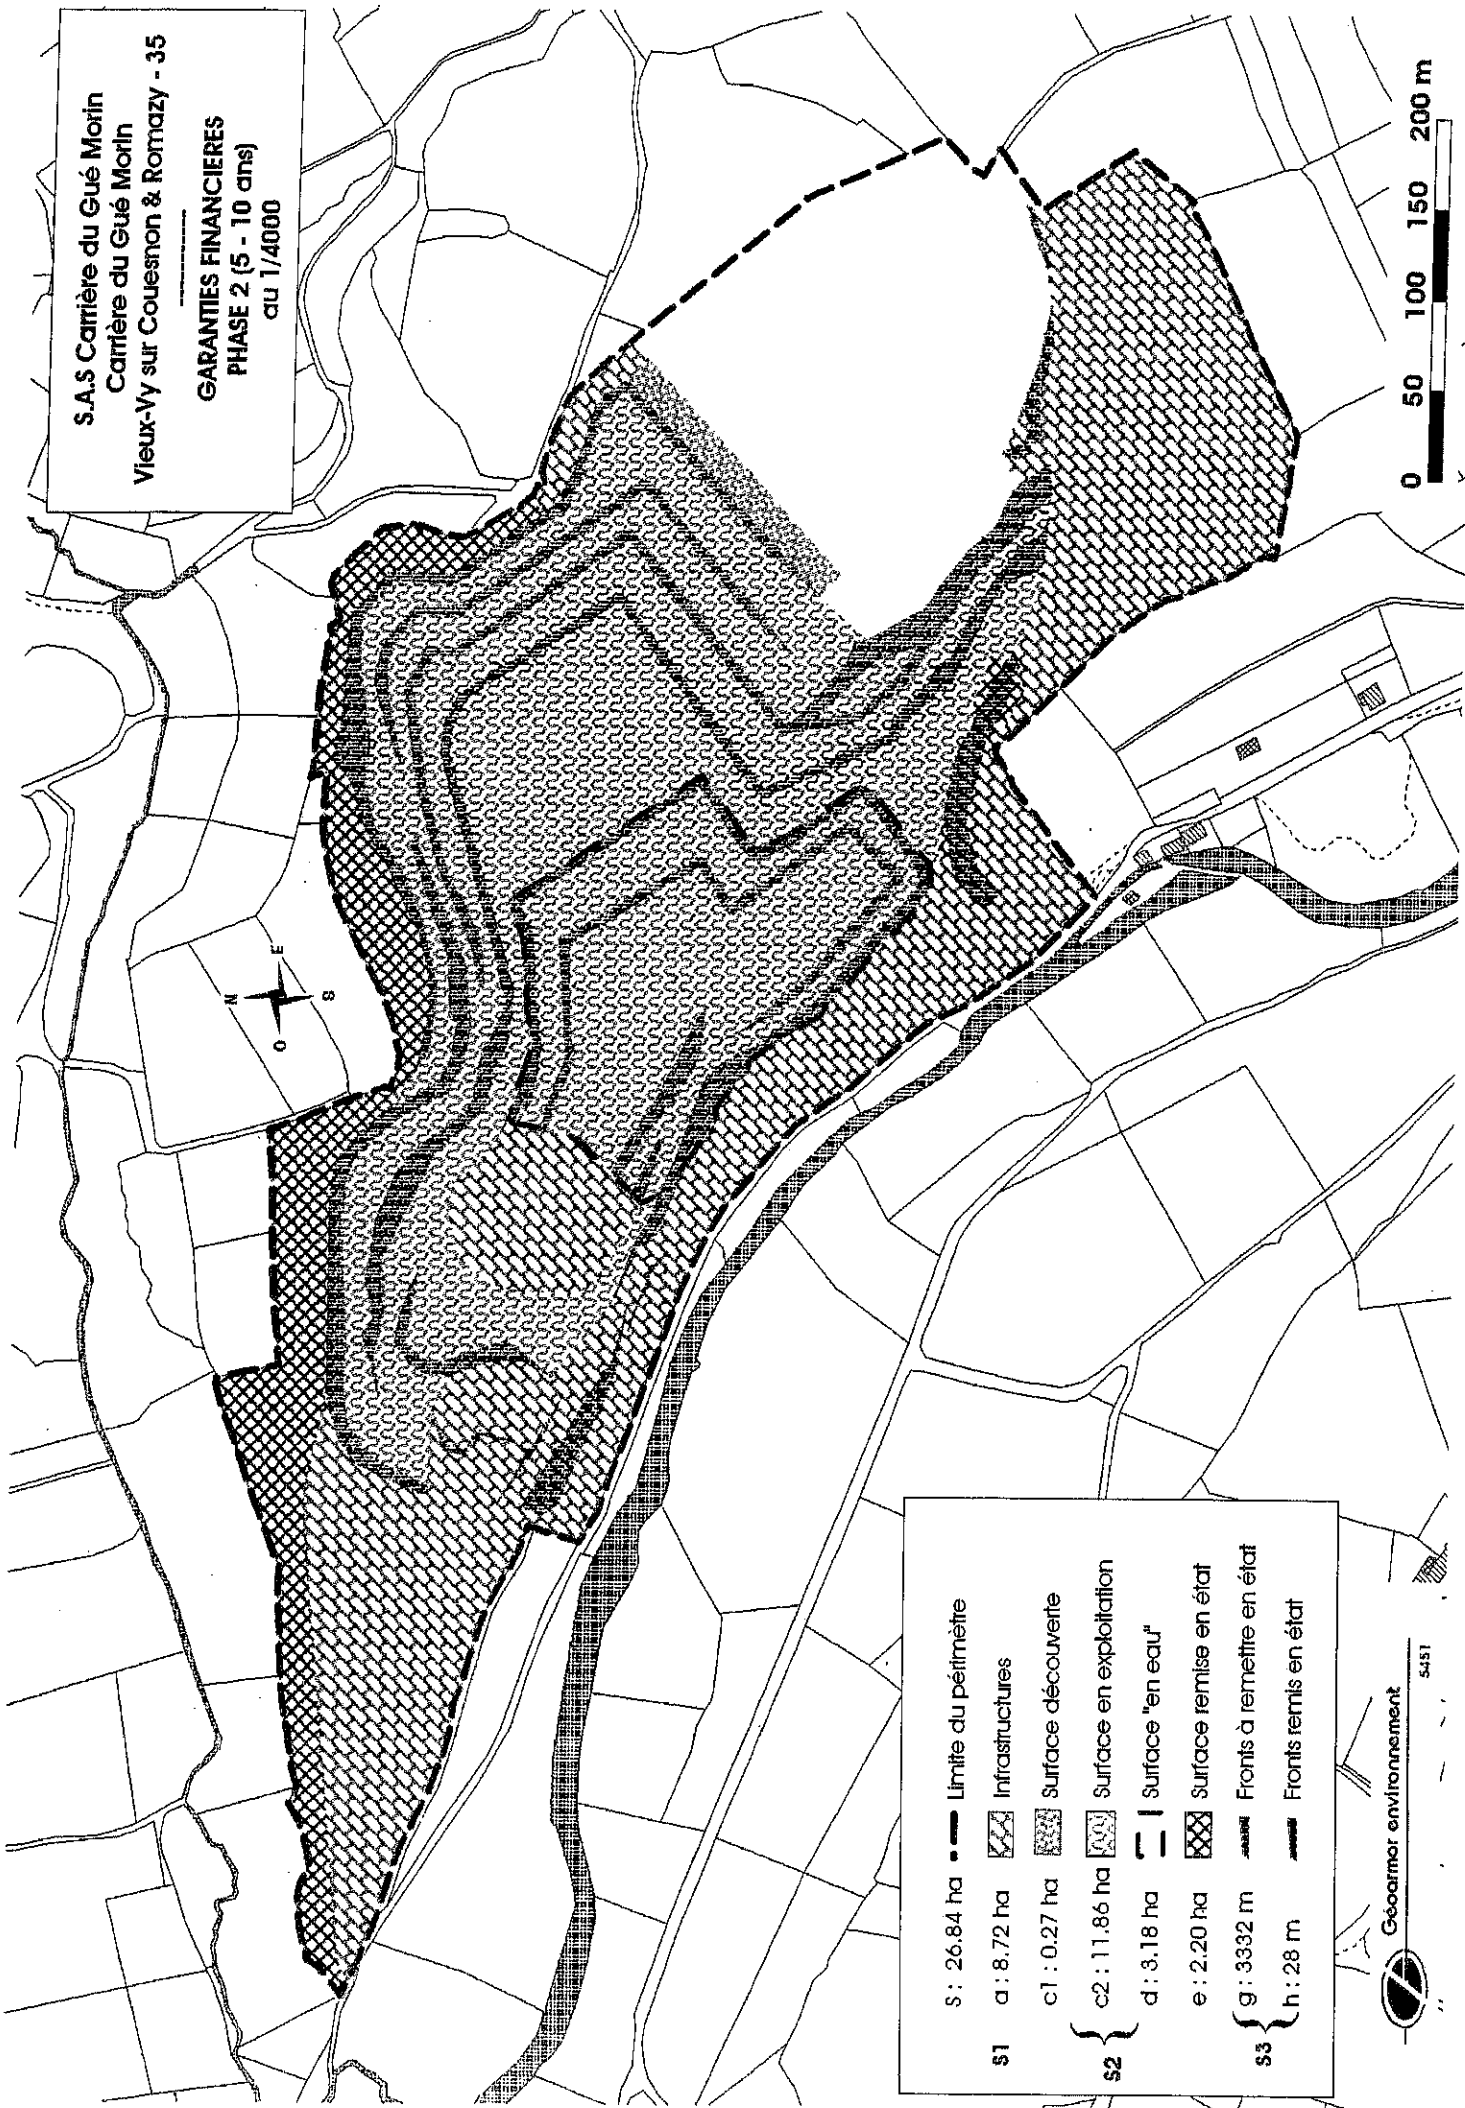 S.A.S Carrière du Gué Morin
Carrière du Gué Morin
Vieux-Vy sur Couesnon & Romazy - 35
GARANTIES FINANCIERES
PHASE 2 (5 - 10 ans)
au 1/4000
N
O
E
S
S : 26.84 ha Limite du périmètre
S1 a : 8.72 ha Infrastructures
c1 : 0.27 ha Surface découverte
S2 c2 : 11.86 ha Surface en exploitation
d : 3.18 ha Surface "en eau"
e : 2.20 ha Surface remise en état
S3 g : 3332 m Fronts à remettre en état
h : 28 m Fronts remis en état
0 50 100 150 200 m
Géoarmor environnement
5451